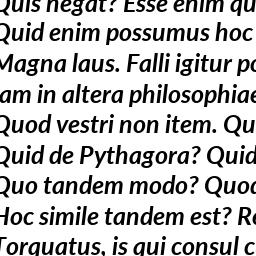 Quis negat? Esse enim qu
Quid enim possumus hoc
Magna laus. Falli igitur po
iam in altera philosophiae
Quod vestri non item. Qu
Quid de Pythagora? Quid
Quo tandem modo? Quod
Hoc simile tandem est? Re
Torquatus, is qui consul c